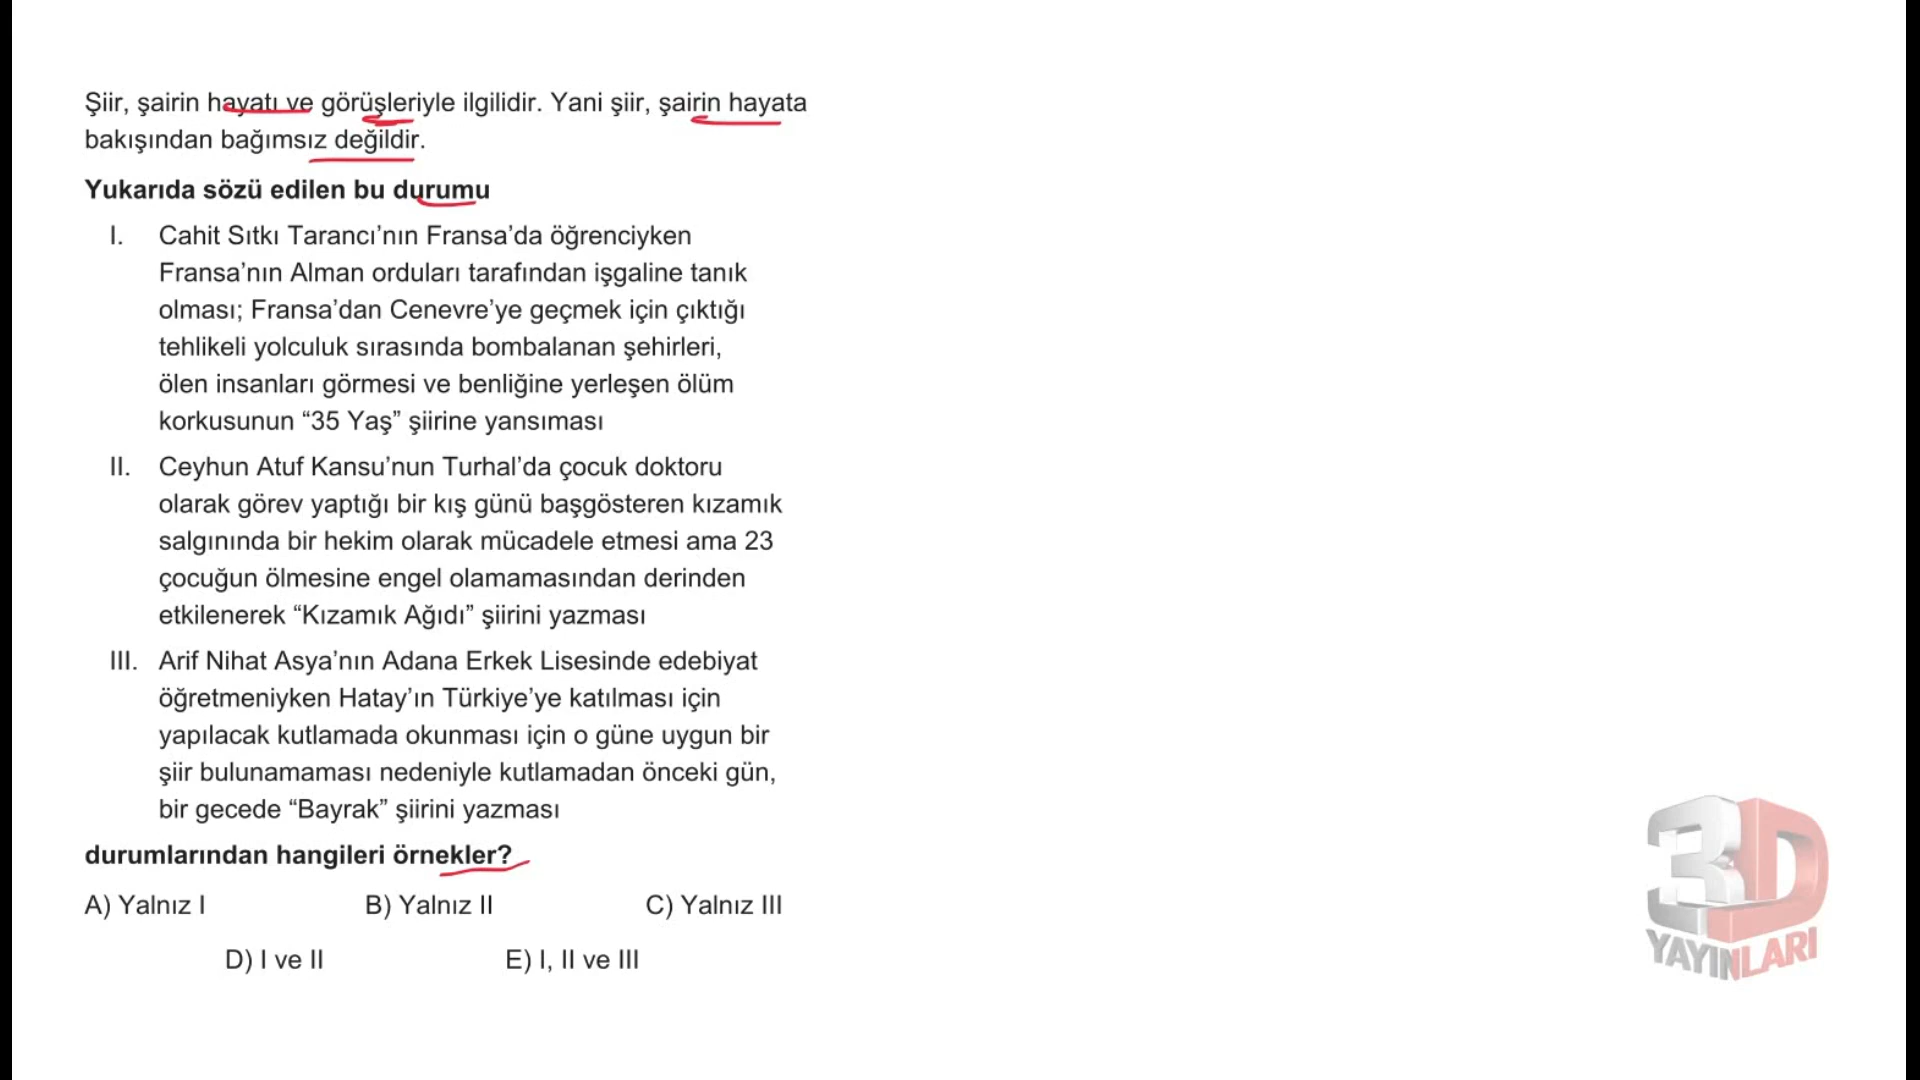 Şiir, şairin hayatı ve görüşleriyle ilgilidir. Yani şiir, şairin hayata
bakışından bağımsız değildir.
Yukarıda sözü edilen bu durumu
I. Cahit Sıtkı Tarancı’nın Fransa’da öğrenciyken
Fransa’nın Alman orduları tarafından işgaline tanık
olması; Fransa’dan Cenevre’ye geçmek için çıktığı
tehlikeli yolculuk sırasında bombalanan şehirleri,
ölen insanları görmesi ve benliğine yerleşen ölüm
korkusunun “35 Yaş” şiirine yansıması
II. Ceyhun Atuf Kansu’nun Turhal’da çocuk doktoru
olarak görev yaptığı bir kış günü başgösteren kızamık
salgınında bir hekim olarak mücadele etmesi ama 23
çocuğun ölmesine engel olamamasından derinden
etkilenerek “Kızamık Ağıdı” şiirini yazması
III. Arif Nihat Asya’nın Adana Erkek Lisesinde edebiyat
öğretmeniyken Hatay’ın Türkiye’ye katılması için
yapılacak kutlamada okunması için o güne uygun bir
şiir bulunamaması nedeniyle kutlamadan önceki gün,
bir gecede “Bayrak” şiirini yazması
durumlarından hangileri örnekler?
A) Yalnız I B) Yalnız II C) Yalnız III
D) I ve II E) I, II ve III
3D
YAYINLARI